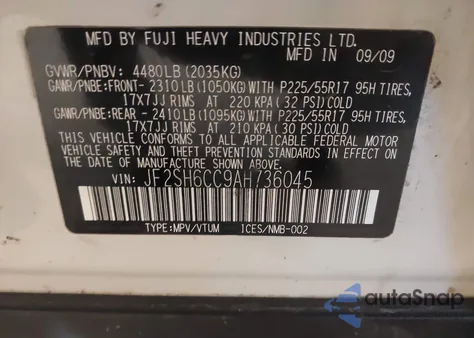 MFD BY FUJI HEAVY INDUSTRIES LTD.
MFD IN 09/09
GVWR/PNBV: 4480LB(2035KG)
GAWR/PNBE:FRONT- 2310LB(1050KG)WITH P225/55R17 95H TIRES,
17X7JJ RIMS AT 220 KPA(32 PSI)COLD
GAWR/PNBE:REAR - 2410LB(1095KG)WITH P225/55R17 95H TIRES,
17X7JJ RIMS AT 210 KPA(30 PSI)COLD
THIS VEHICLE CONFORMS TO ALL APPLICABLE FEDERAL MOTOR
VEHICLE SAFETY AND THEFT PREVENTION STANDARDS IN EFFECT
ON THE DATE OF MANUFACTURE SHOWN ABOVE.
VIN: JF2SH6CC9AH736045
TYPE:MPV/VTUM ICES/NMB-002
autoSnap